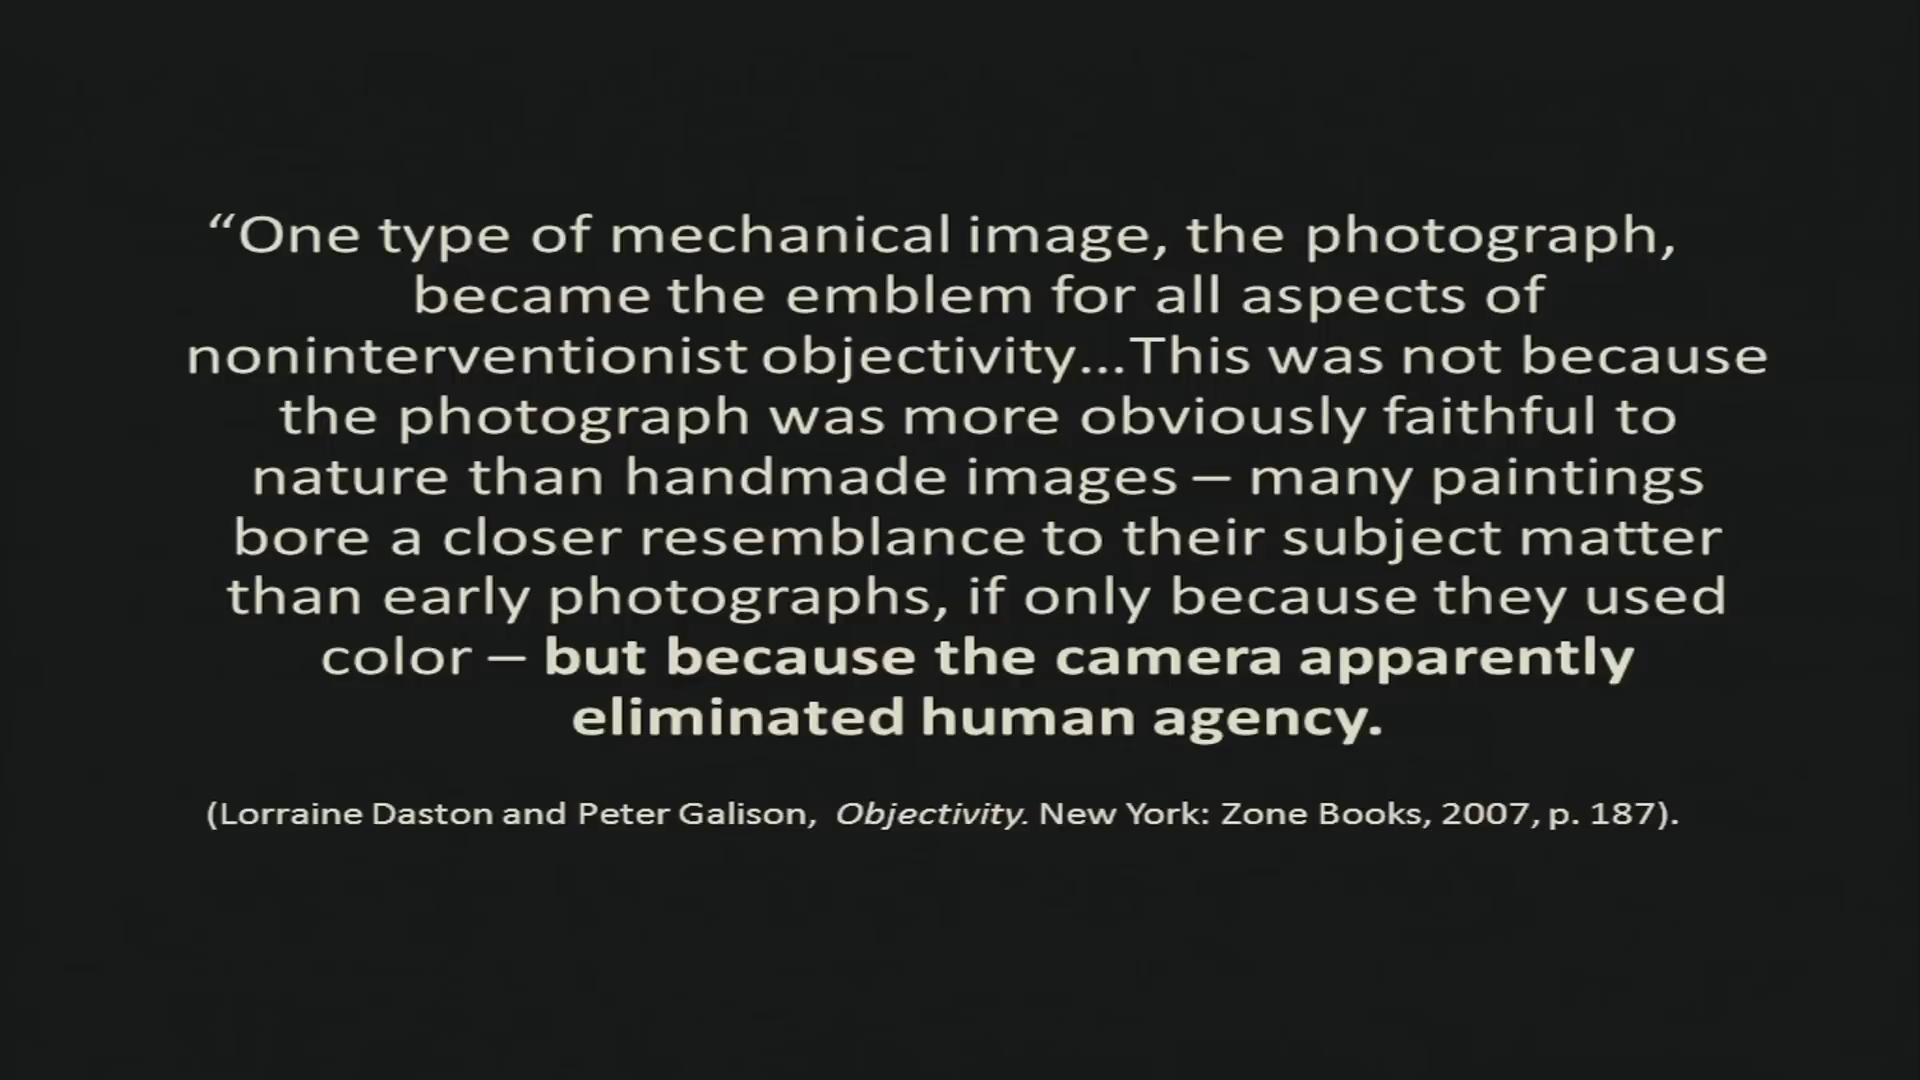 “One type of mechanical image, the photograph,
became the emblem for all aspects of
noninterventionist objectivity...This was not because
the photograph was more obviously faithful to
nature than handmade images – many paintings
bore a closer resemblance to their subject matter
than early photographs, if only because they used
color – but because the camera apparently
eliminated human agency.
(Lorraine Daston and Peter Galison, Objectivity. New York: Zone Books, 2007, p. 187).